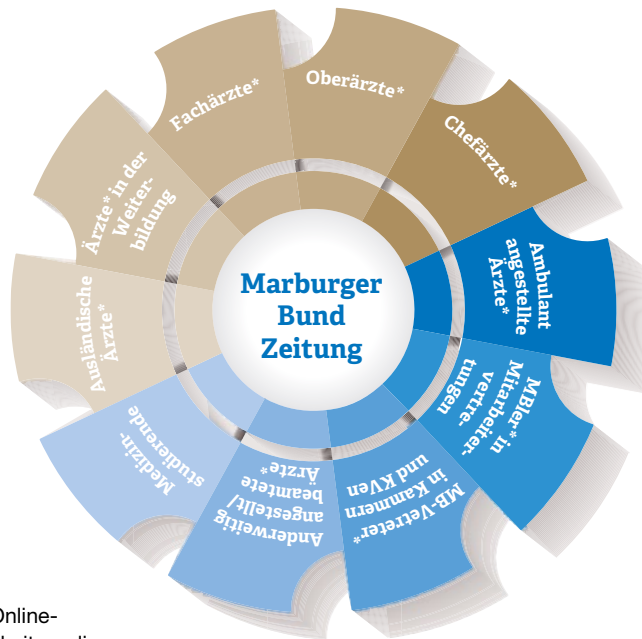 Marburger
Bund
Zeitung
Oberärzte*
Chefärzte*
Ambulant
angestellte
Ärzte*
MBler* in
Mitarbeiter-
vertre-
tungen
MB-Vetreter*
in Kammern
und KVen
Anderweitig
angestellt/
beamtete
Ärzte*
Medizin-
studierende
Ausländische
Ärzte*
Ärzte* in der
Weiter-
bildung
Fachärzte*
Online-